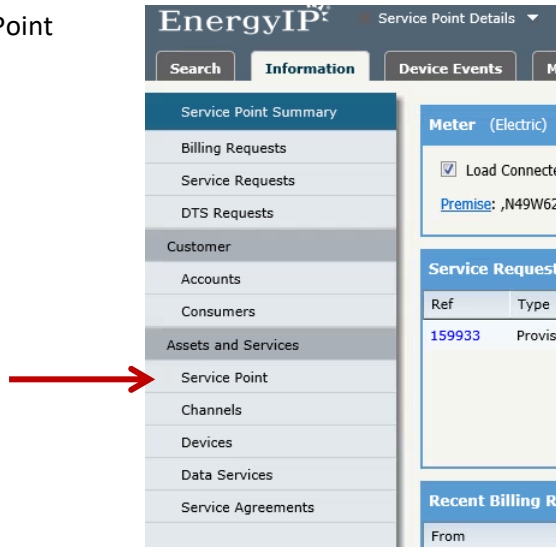 Point
EnergyIP
Service Point Details
Search
Information
Device Events
M
Service Point Summary
Billing Requests
Service Requests
DTS Requests
Customer
Accounts
Consumers
Assets and Services
Service Point
Channels
Devices
Data Services
Service Agreements
Meter (Electric)
Load Connecte
Premise: ,N49W62
Service Request
Ref Type
159933 Provis
Recent Billing R
From